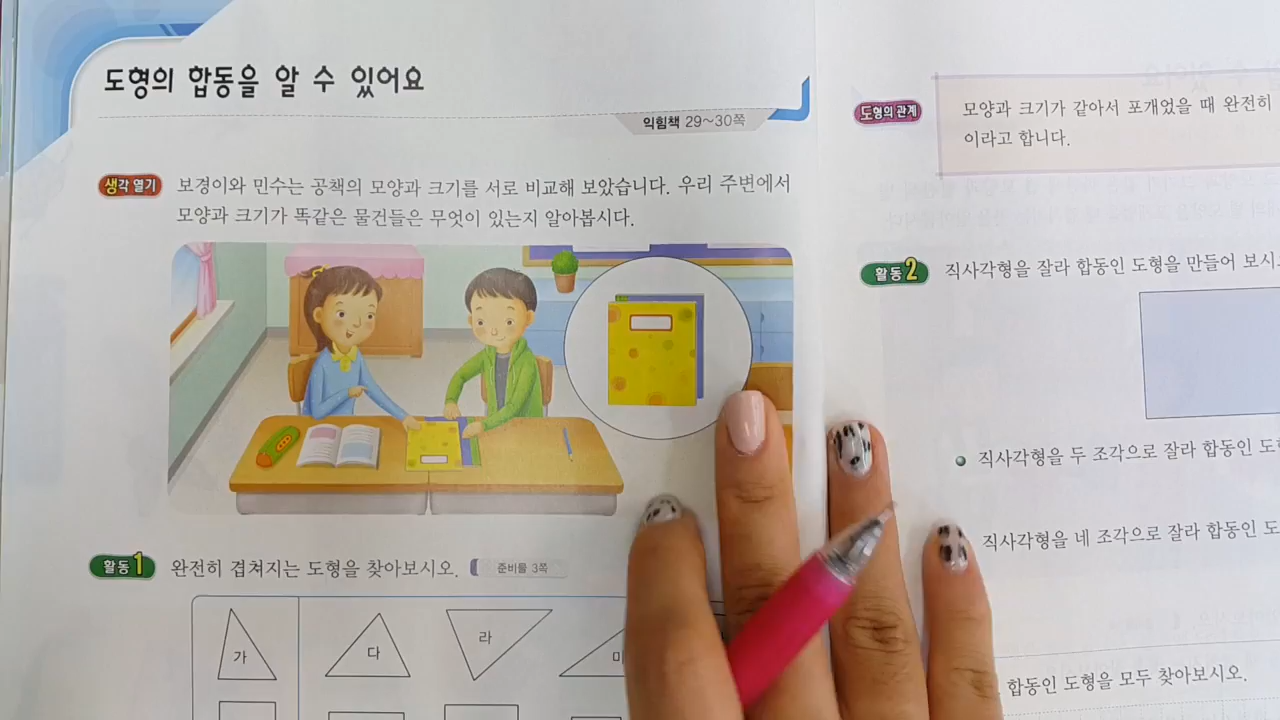 도형의 합동을 알 수 있어요
익힘책 29~30쪽
생각 열기 보경이와 민수는 공책의 모양과 크기를 서로 비교해 보았습니다. 우리 주변에서
모양과 크기가 똑같은 물건들은 무엇이 있는지 알아봅시다.
활동1 완전히 겹쳐지는 도형을 찾아보시오. 준비물 3쪽
가 다 라
도형의 관계 모양과 크기가 같아서 포개었을 때 완전히
이라고 합니다.
활동2 직사각형을 잘라 합동인 도형을 만들어 보시오
직사각형을 두 조각으로 잘라 합동인
직사각형을 네 조각으로 잘라 합동인 도
합동인 도형을 모두 찾아보시오.